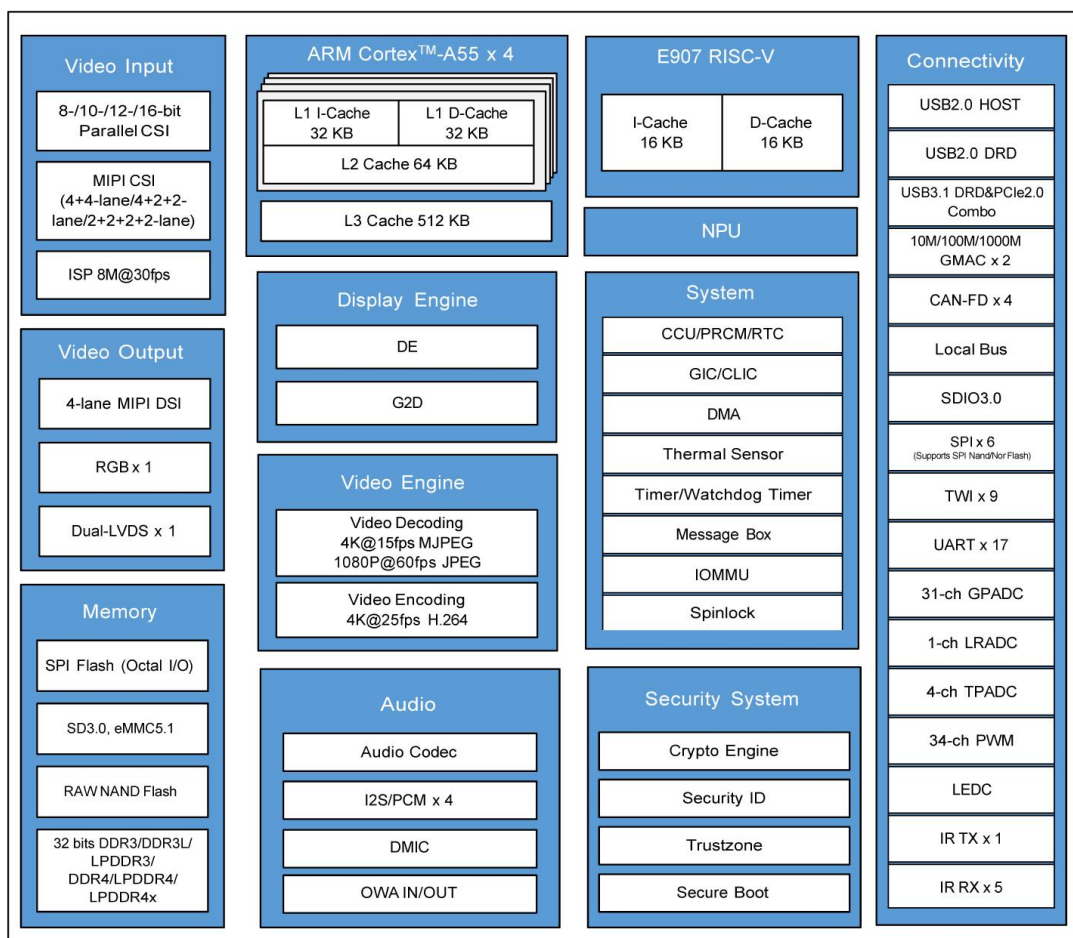 Video Input
8-/10-/12-/16-bit
Parallel CSI
MIPI CSI
(4+4-lane/4+2+2-
lane/2+2+2+2-lane)
ISP 8M@30fps
Video Output
4-lane MIPI DSI
RGB x 1
Dual-LVDS x 1
Memory
SPI Flash (Octal I/O)
SD3.0, eMMC5.1
RAW NAND Flash
32 bits DDR3/DDR3L/
LPDDR3/
DDR4/LPDDR4/
LPDDR4x
ARM Cortex™-A55 x 4
L1 I-Cache
32 KB
L1 D-Cache
32 KB
L2 Cache 64 KB
L3 Cache 512 KB
Display Engine
DE
G2D
Video Engine
Video Decoding
4K@15fps MJPEG
1080P@60fps JPEG
Video Encoding
4K@25fps H.264
Audio
Audio Codec
I2S/PCM x 4
DMIC
OWA IN/OUT
E907 RISC-V
I-Cache
16 KB
D-Cache
16 KB
NPU
System
CCU/PRCM/RTC
GIC/CLIC
DMA
Thermal Sensor
Timer/Watchdog Timer
Message Box
IOMMU
Spinlock
Security System
Crypto Engine
Security ID
Trustzone
Secure Boot
Connectivity
USB2.0 HOST
USB2.0 DRD
USB3.1 DRD&PCIe2.0
Combo
10M/100M/1000M
GMAC x 2
CAN-FD x 4
Local Bus
SDIO3.0
SPI x 6
(Supports SPI Nand/Nor Flash)
TWI x 9
UART x 17
31-ch GPADC
1-ch LRADC
4-ch TPADC
34-ch PWM
LEDC
IR TX x 1
IR RX x 5